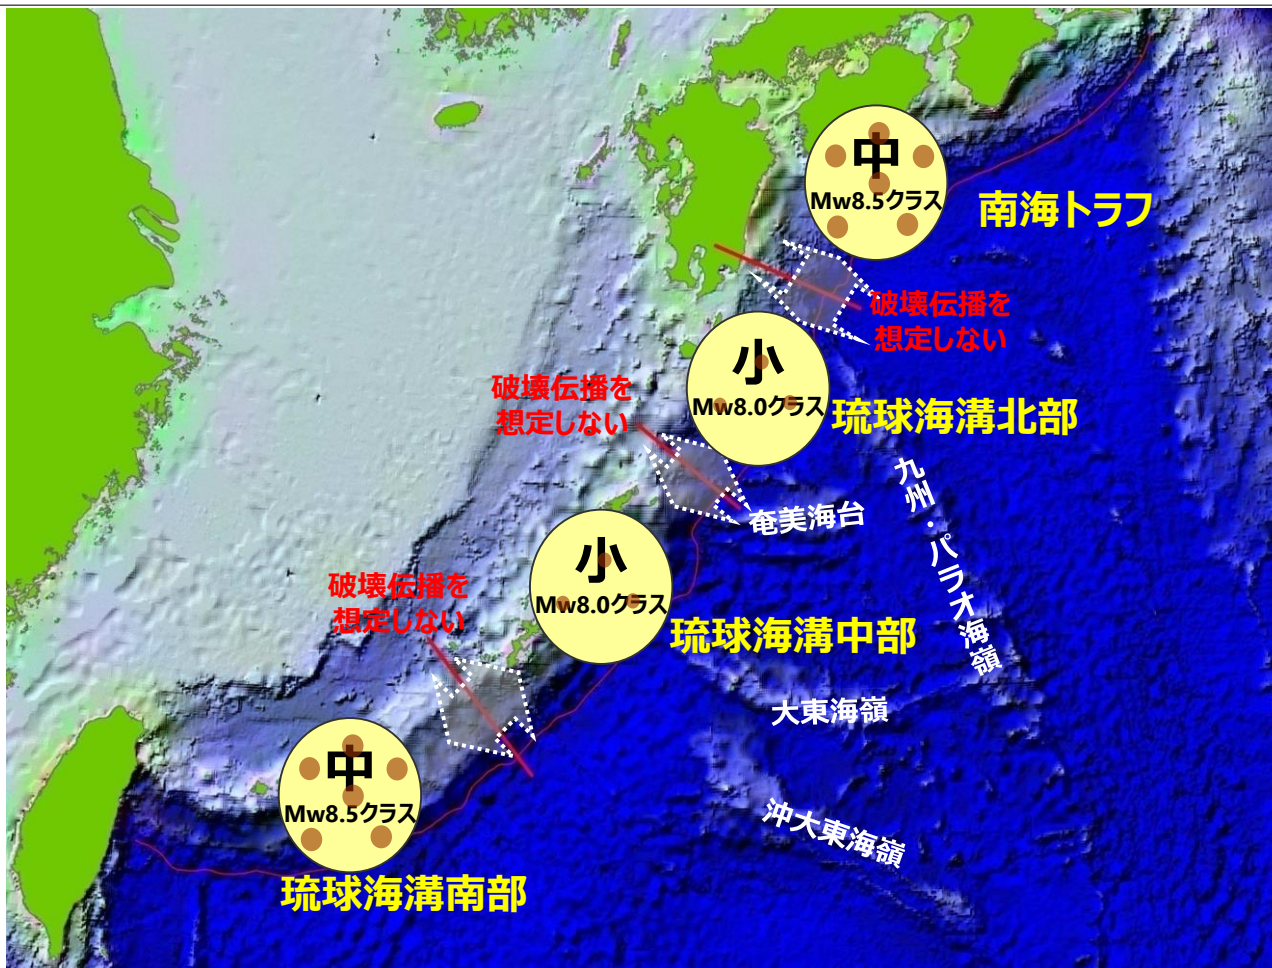 中
Mw8.5クラス
南海トラフ
破壊伝播を
想定しない
小
Mw8.0クラス
琉球海溝北部
破壊伝播を
想定しない
九州・パラオ海嶺
奄美海台
小
Mw8.0クラス
琉球海溝中部
破壊伝播を
想定しない
大東海嶺
中
Mw8.5クラス
沖大東海嶺
琉球海溝南部